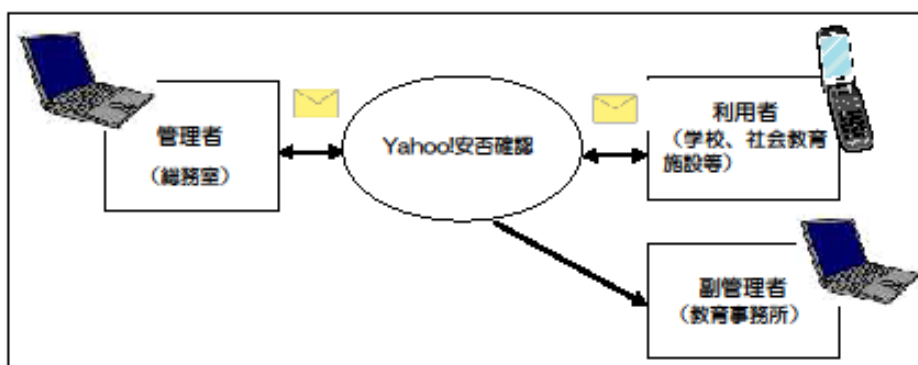 管理者
（総務室）
Yahoo!安否確認
利用者
（学校、社会教育
施設等）
副管理者
（教育事務所）